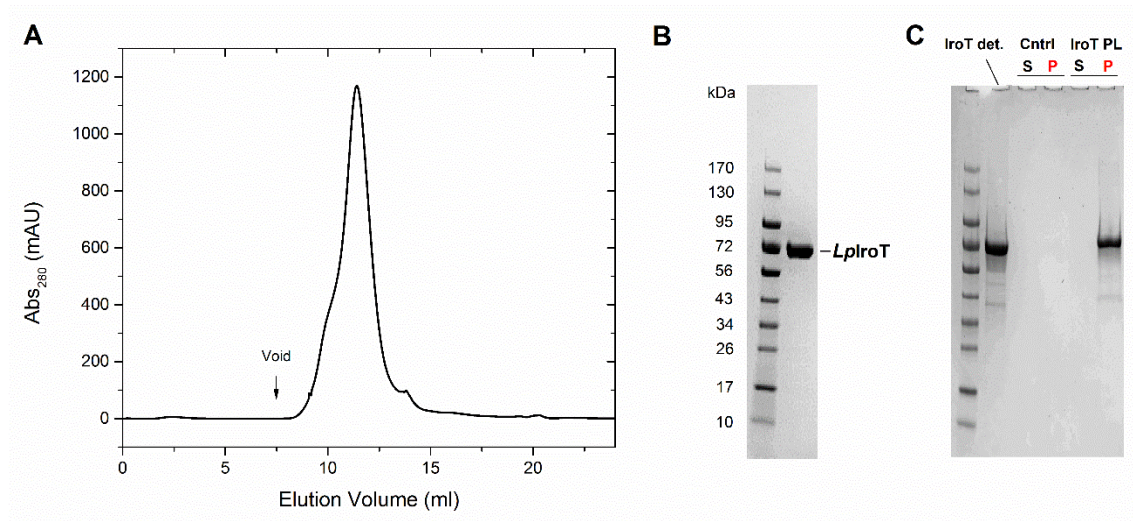 A
1200
1000
800
600
400
200
0
Abs280 (mAU)
Void
0 5 10 15 20
Elution Volume (ml)
B
kDa
170
130
95
72
56
43
34
26
17
10
LpIroT
C
IroT det. Cntrl IroT PL
S P S P